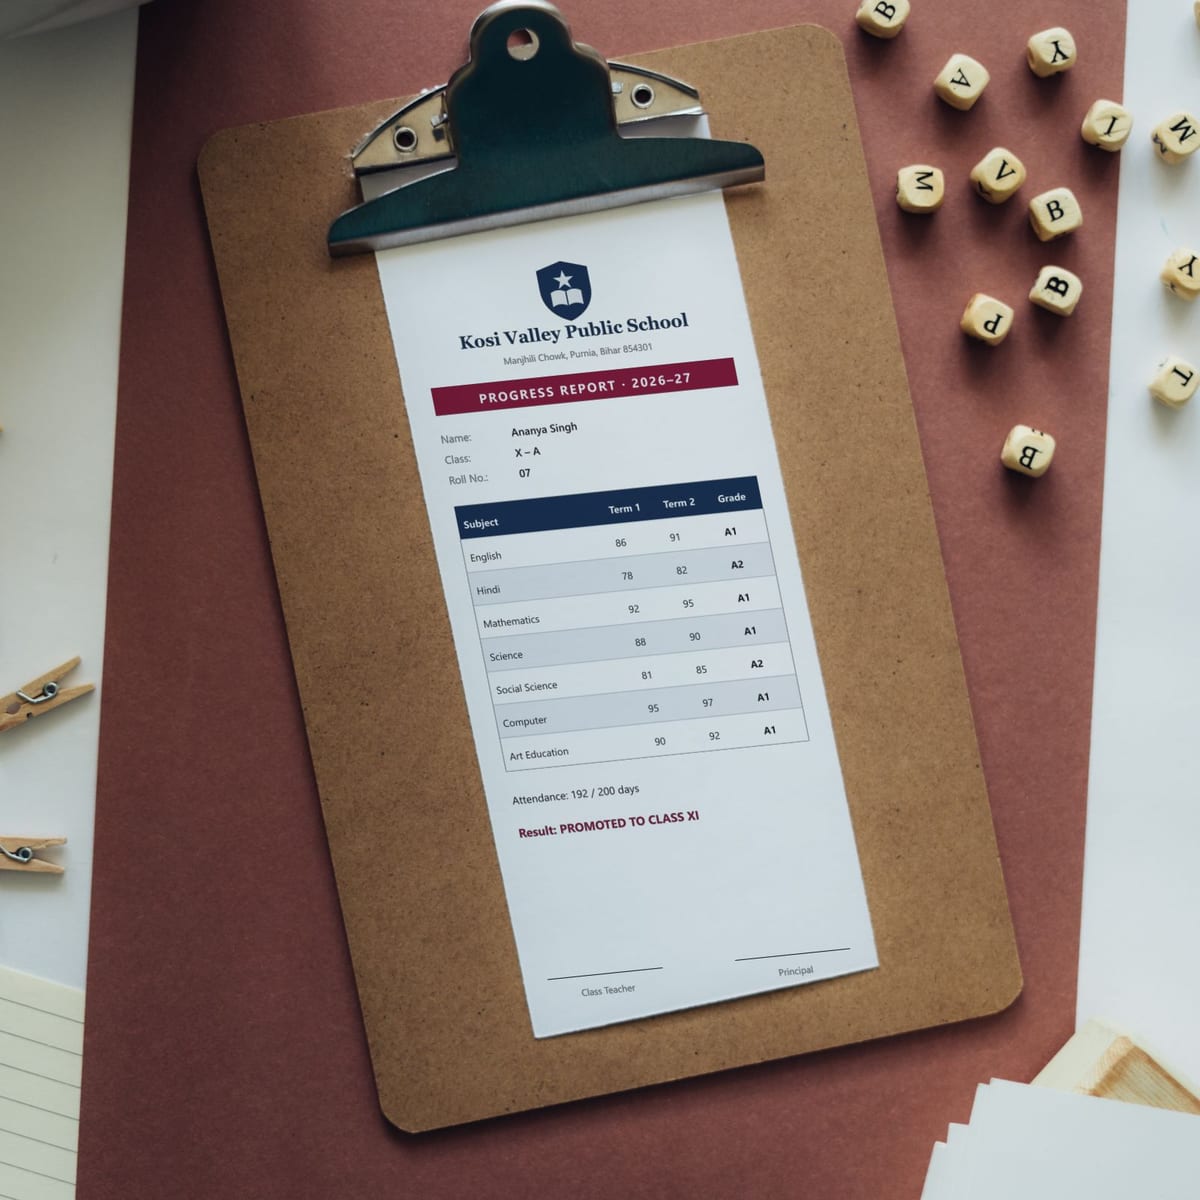 Kosi Valley Public School
Manjhili Chowk, Purnia, Bihar 854301
PROGRESS REPORT · 2026–27
Name: Ananya Singh
Class: X – A
Roll No.: 07
Subject Term 1 Term 2 Grade
English 86 91 A1
Hindi 78 82 A2
Mathematics 92 95 A1
Science 88 90 A1
Social Science 81 85 A2
Computer 95 97 A1
Art Education 90 92 A1
Attendance: 192 / 200 days
Result: PROMOTED TO CLASS XI
Class Teacher Principal
B
Y
A
I
M
V
M
B
Y
B
P
T
B